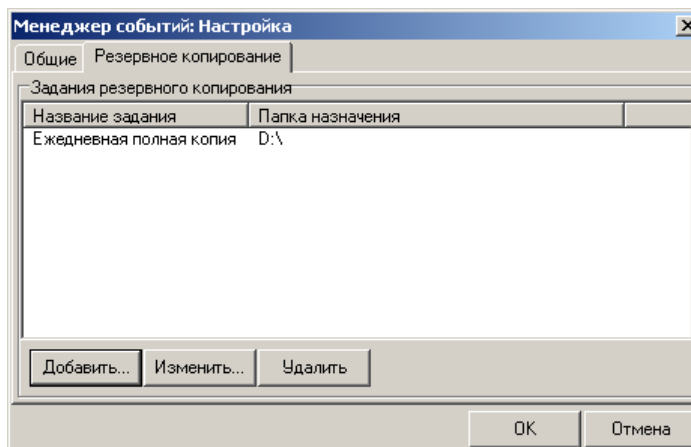 Менеджер событий: Настройка
Общие Резервное копирование
Задания резервного копирования
Название задания Папка назначения
Ежедневная полная копия D:\
Добавить... Изменить... Удалить
OK Отмена